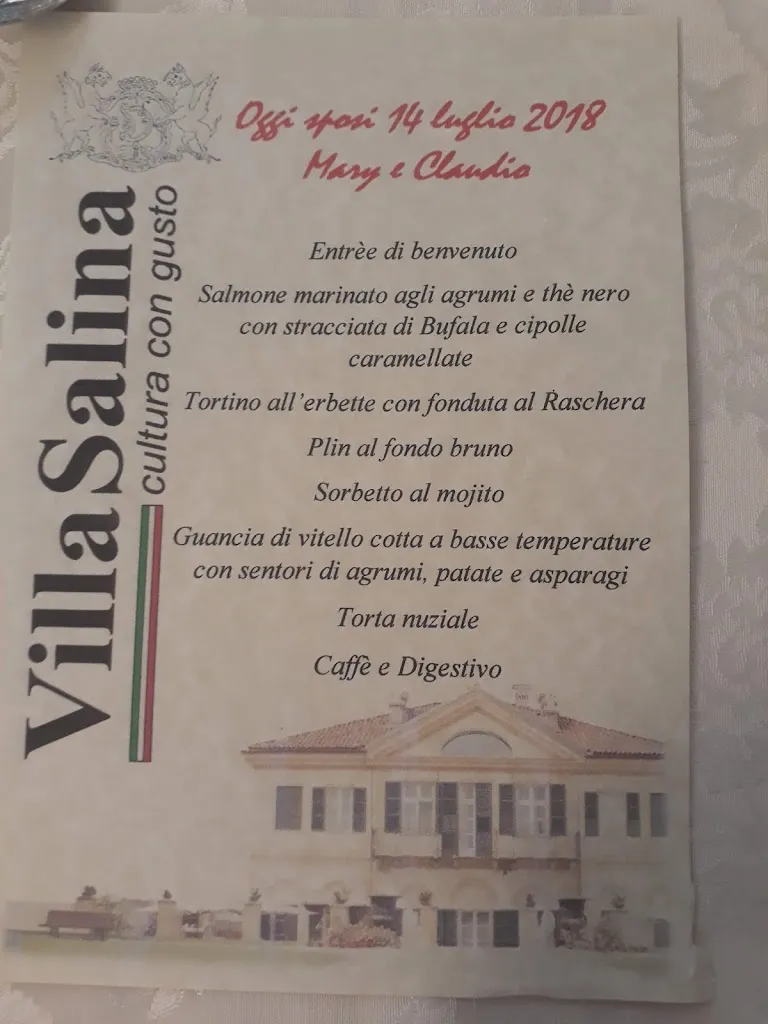 Oggi sposi 14 luglio 2018
Mary e Claudio
VillaSalina
cultura con gusto
Entrèe di benvenuto
Salmone marinato agli agrumi e thè nero
con stracciata di Bufala e cipolle
caramellate
Tortino all'erbette con fonduta al Raschera
Plin al fondo bruno
Sorbetto al mojito
Guancia di vitello cotta a basse temperature
con sentori di agrumi, patate e asparagi
Torta nuziale
Caffè e Digestivo